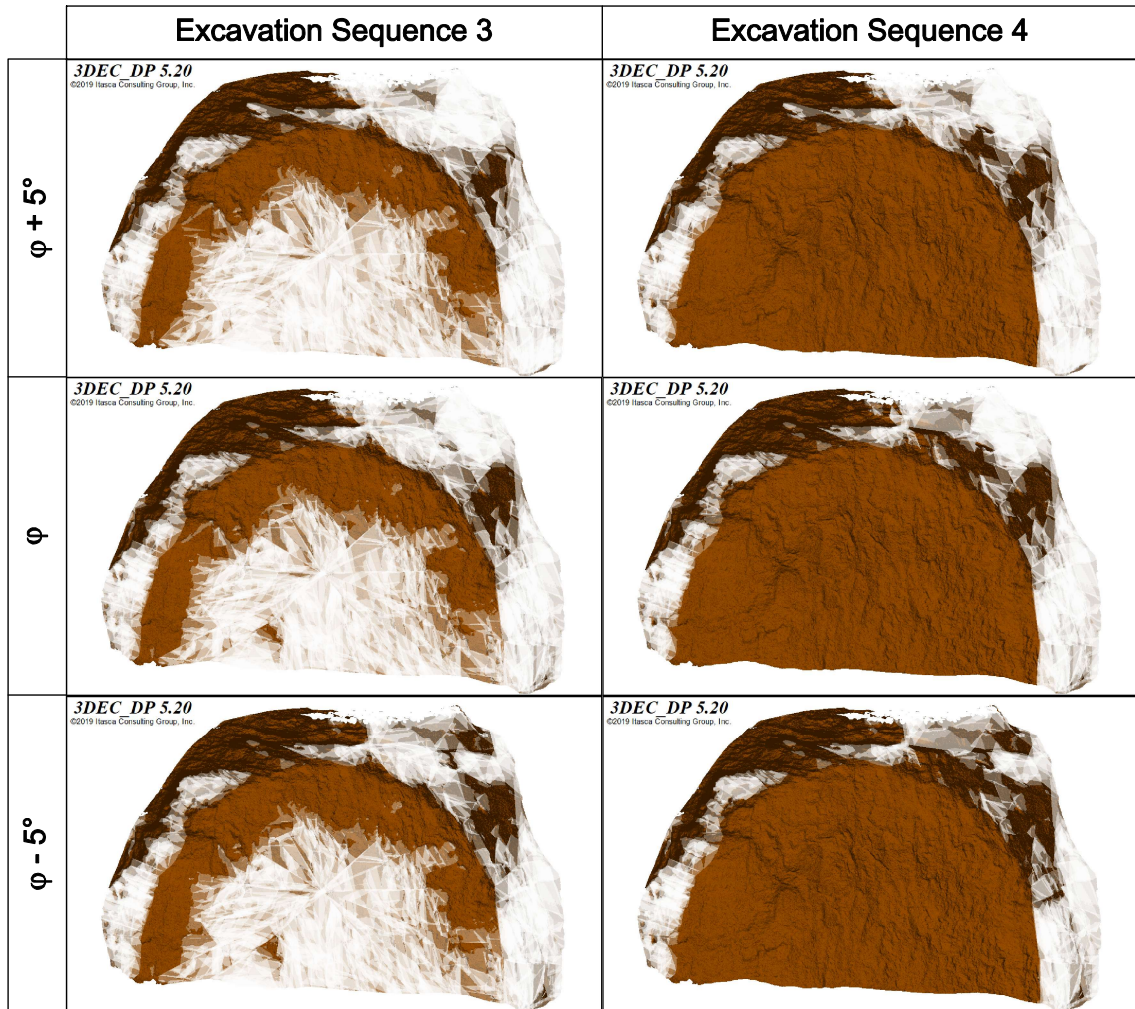 Excavation Sequence 3
Excavation Sequence 4
φ + 5°
3DEC_DP 5.20
©2019 Itasca Consulting Group, Inc.
3DEC_DP 5.20
©2019 Itasca Consulting Group, Inc.
φ
3DEC_DP 5.20
©2019 Itasca Consulting Group, Inc.
3DEC_DP 5.20
©2019 Itasca Consulting Group, Inc.
φ - 5°
3DEC_DP 5.20
©2019 Itasca Consulting Group, Inc.
3DEC_DP 5.20
©2019 Itasca Consulting Group, Inc.